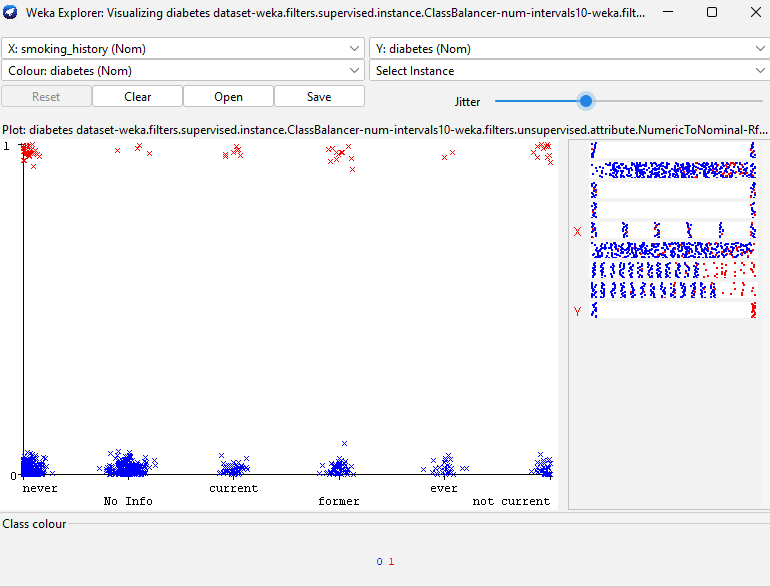 Weka Explorer: Visualizing diabetes dataset-weka.filters.supervised.instance.ClassBalancer-num-intervals10-weka.filt...
X: smoking_history (Nom)
Y: diabetes (Nom)
Colour: diabetes (Nom)
Select Instance
Reset
Clear
Open
Save
Jitter
Plot: diabetes dataset-weka.filters.supervised.instance.ClassBalancer-num-intervals10-weka.filters.unsupervised.attribute.NumericToNominal-Rf...
1
X
Y
0
never
No Info
current
former
ever
not current
Class colour
0 1